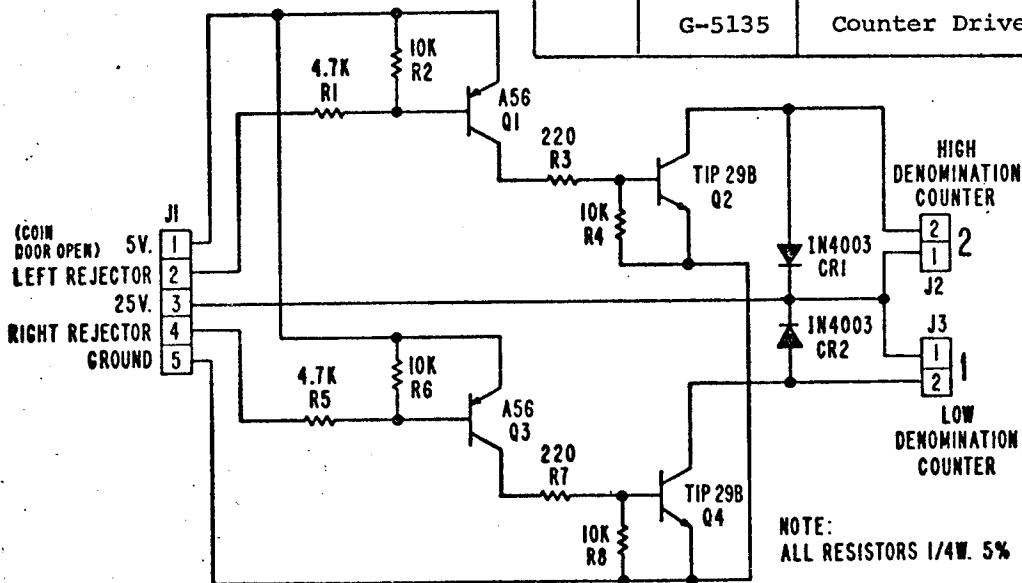 G-5135
Counter Drive
10K
R2
4.7K
R1
A56
Q1
220
R3
TIP 29B
Q2
10K
R4
HIGH
DENOMINATION
COUNTER
J1
(COIN
DOOR OPEN) 5V. 1
LEFT REJECTOR 2
25V. 3
RIGHT REJECTOR 4
GROUND 5
IN4003
CR1
2
1
2
J2
IN4003
CR2
J3
1
2
1
LOW
DENOMINATION
COUNTER
10K
R6
4.7K
R5
A56
Q3
220
R7
TIP 29B
Q4
10K
R8
NOTE:
ALL RESISTORS 1/4W. 5%